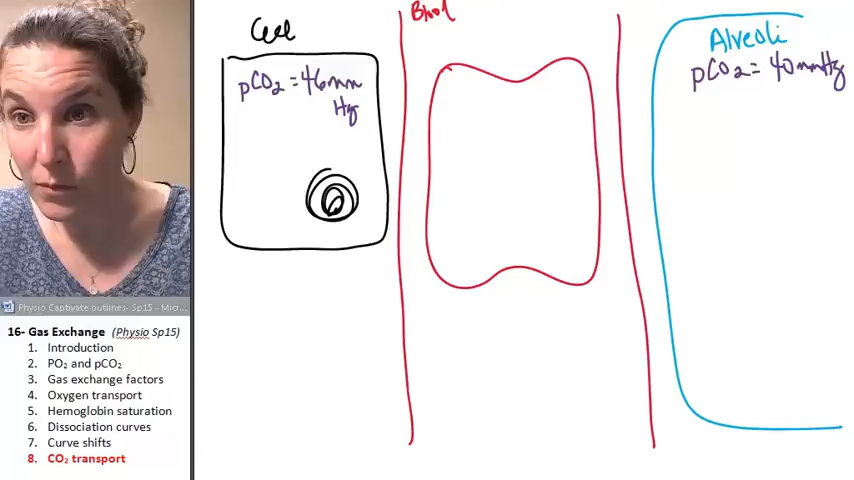 Cell
Blood
Alveoli
pCO₂ = 46mm
Hg
pCO₂ = 40mmHg
Physio Captivate outlines- Sp15 - Micr...
16- Gas Exchange (Physio Sp15)
1. Introduction
2. PO₂ and pCO₂
3. Gas exchange factors
4. Oxygen transport
5. Hemoglobin saturation
6. Dissociation curves
7. Curve shifts
8. CO₂ transport